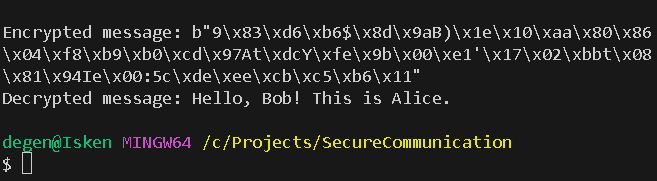 Encrypted message: b"9\x83\xd6\xb6$\x8d\x9aB)\x1e\x10\xaa\x80\x86
\x04\xf8\xb9\xb0\xcd\x97At\xdcY\xfe\x9b\x00\xe1'\x17\x02\xbbt\x08
\x81\x94Ie\x00:5c\xde\xee\xcb\xc5\xb6\x11"
Decrypted message: Hello, Bob! This is Alice.
degen@Isken MINGW64 /c/Projects/SecureCommunication
$